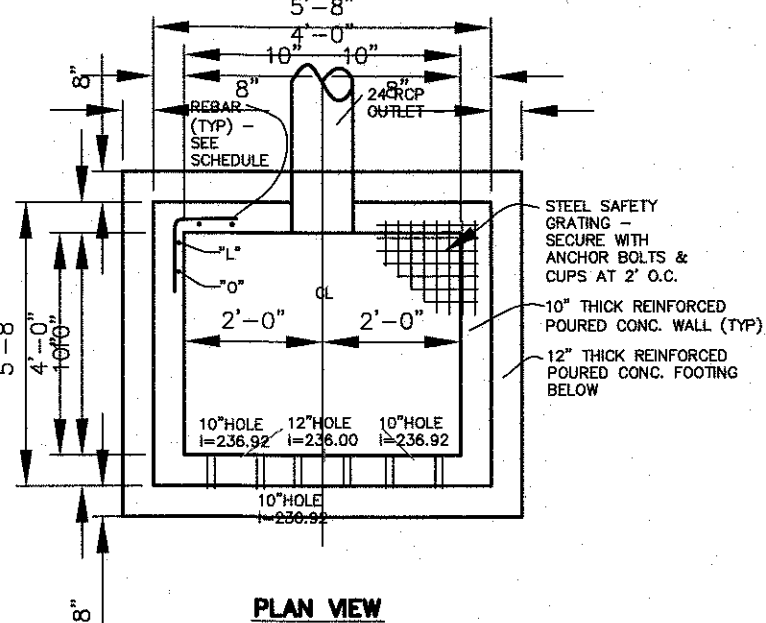 5'-8"
4'-0"
10" 10"
8"
8"
8"
24 RCP
OUTLET
REBAR
(TYP) -
SEE
SCHEDULE
STEEL SAFETY
GRATING -
SECURE WITH
ANCHOR BOLTS &
CUPS AT 2' O.C.
"L"
"O"
CL
10" THICK REINFORCED
POURED CONC. WALL (TYP)
2'-0" 2'-0"
5'-8
4'-0"
12" THICK REINFORCED
POURED CONC. FOOTING
BELOW
10"HOLE 12"HOLE 10"HOLE
I=236.92 I=236.00 I=236.92
10"HOLE
8"
PLAN VIEW